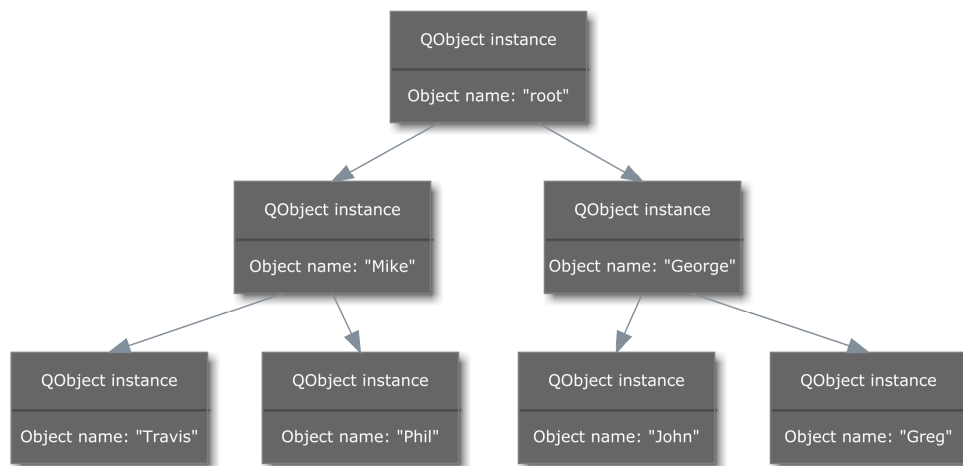 QObject instance
Object name: "root"
QObject instance
Object name: "Mike"
QObject instance
Object name: "George"
QObject instance
Object name: "Travis"
QObject instance
Object name: "Phil"
QObject instance
Object name: "John"
QObject instance
Object name: "Greg"